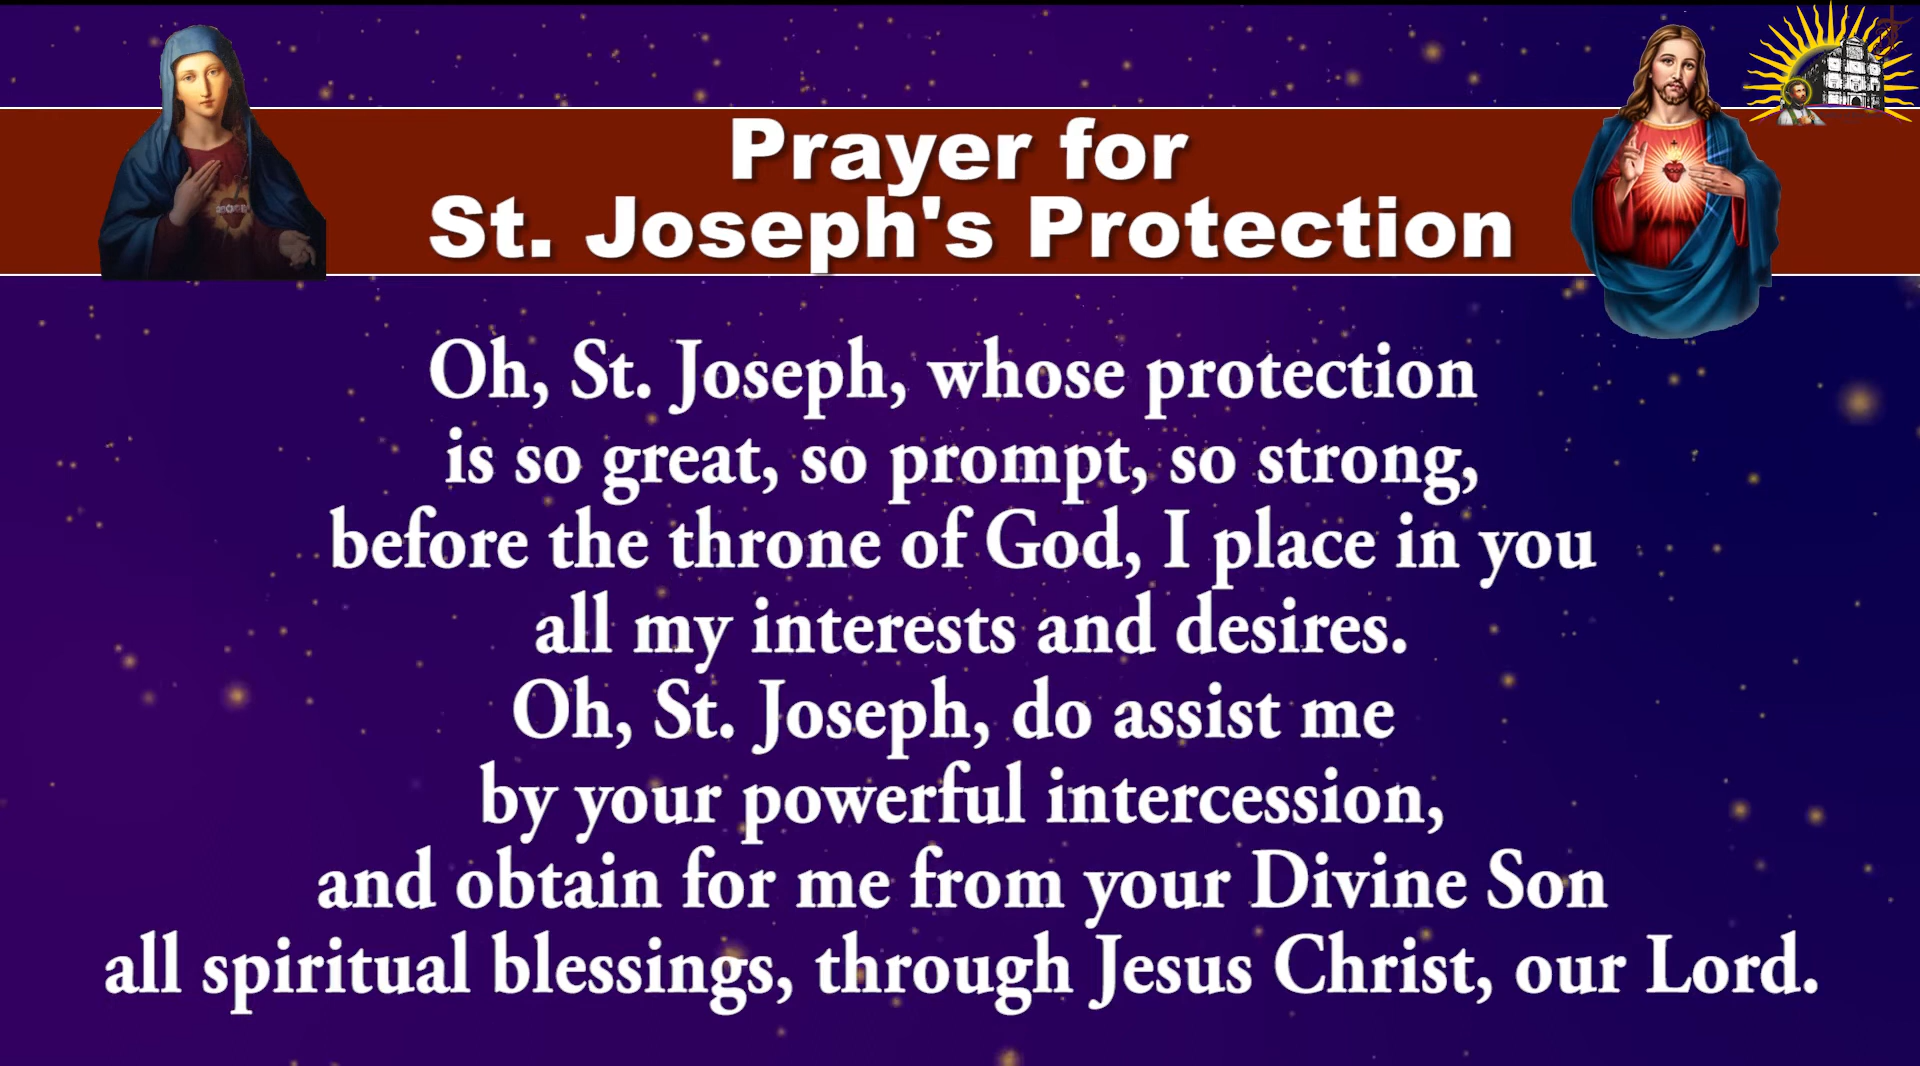 Prayer for
St. Joseph's Protection
Oh, St. Joseph, whose protection
is so great, so prompt, so strong,
before the throne of God, I place in you
all my interests and desires.
Oh, St. Joseph, do assist me
by your powerful intercession,
and obtain for me from your Divine Son
all spiritual blessings, through Jesus Christ, our Lord.